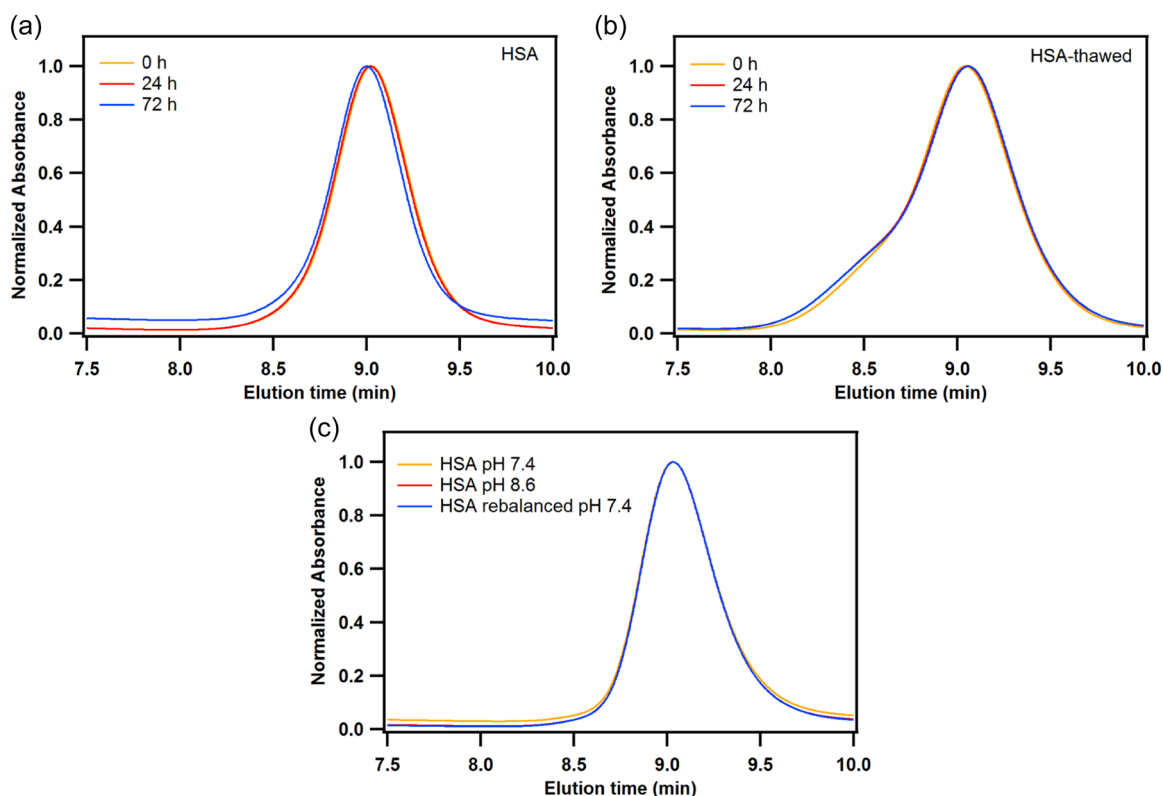 (a)
HSA
0 h
24 h
72 h
1.0
0.8
0.6
0.4
0.2
0.0
Normalized Absorbance
7.5 8.0 8.5 9.0 9.5 10.0
Elution time (min)
(b)
HSA-thawed
0 h
24 h
72 h
1.0
0.8
0.6
0.4
0.2
0.0
Normalized Absorbance
7.5 8.0 8.5 9.0 9.5 10.0
Elution time (min)
(c)
HSA pH 7.4
HSA pH 8.6
HSA rebalanced pH 7.4
1.0
0.8
0.6
0.4
0.2
0.0
Normalized Absorbance
7.5 8.0 8.5 9.0 9.5 10.0
Elution time (min)